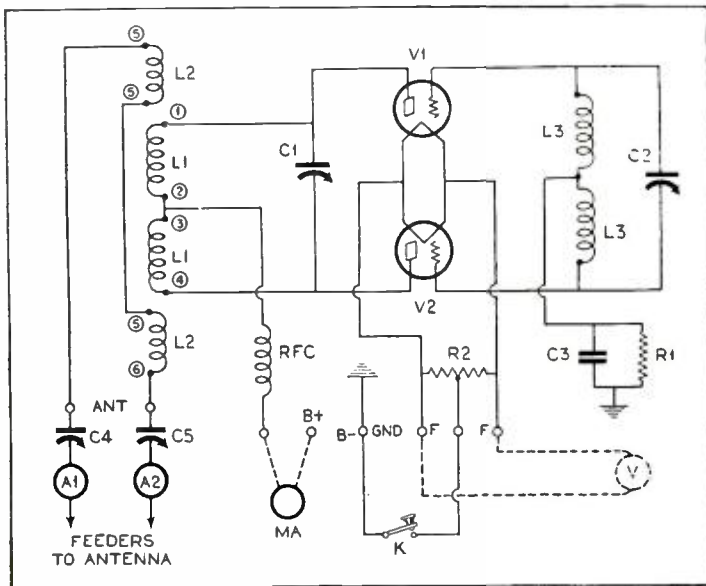 ⑤
L2
⑤
①
L1
②
③
L1
④
⑤
L2
⑥
ANT
C4
C5
A1
A2
FEEDERS
TO ANTENNA
C1
V1
V2
RFC
B+
MA
B-
GND
F
R2
F
K
V
L3
L3
C2
C3
R1